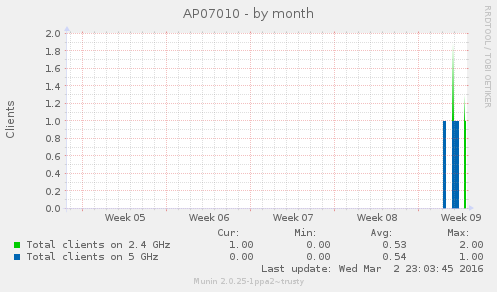 AP07010 - by month
RRDTOOL / TOBI OETIKER
Clients
2.0
1.8
1.6
1.4
1.2
1.0
0.8
0.6
0.4
0.2
0.0
Week 05 Week 06 Week 07 Week 08 Week 09
Cur: Min: Avg: Max:
Total clients on 2.4 GHz 1.00 0.00 0.53 2.00
Total clients on 5 GHz 0.00 0.00 0.54 1.00
Last update: Wed Mar 2 23:03:45 2016
Munin 2.0.25-1ppa2~trusty